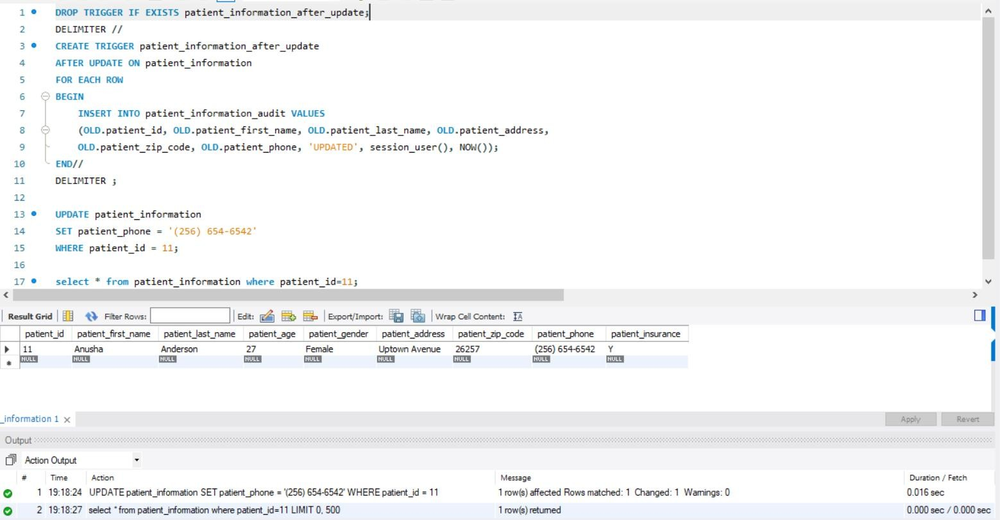 1 DROP TRIGGER IF EXISTS patient_information_after_update;
2 DELIMITER //
3 CREATE TRIGGER patient_information_after_update
4 AFTER UPDATE ON patient_information
5 FOR EACH ROW
6 BEGIN
7 INSERT INTO patient_information_audit VALUES
8 (OLD.patient_id, OLD.patient_first_name, OLD.patient_last_name, OLD.patient_address,
9 OLD.patient_zip_code, OLD.patient_phone, 'UPDATED', session_user(), NOW());
10 END//
11 DELIMITER ;
12
13 UPDATE patient_information
14 SET patient_phone = '(256) 654-6542'
15 WHERE patient_id = 11;
16
17 select * from patient_information where patient_id=11;
Result Grid Filter Rows: Edit: Export/Import: Wrap Cell Content: IA
patient_id patient_first_name patient_last_name patient_age patient_gender patient_address patient_zip_code patient_phone patient_insurance
11 Anusha Anderson 27 Female Uptown Avenue 26257 (256) 654-6542 Y
NULL NULL NULL NULL NULL NULL NULL NULL NULL
_information 1 Apply Revert
Output
Action Output
# Time Action Message Duration / Fetch
1 19:18:24 UPDATE patient_information SET patient_phone = '(256) 654-6542' WHERE patient_id = 11 1 row(s) affected Rows matched: 1 Changed: 1 Warnings: 0 0.016 sec
2 19:18:27 select * from patient_information where patient_id=11 LIMIT 0, 500 1 row(s) returned 0.000 sec / 0.000 sec